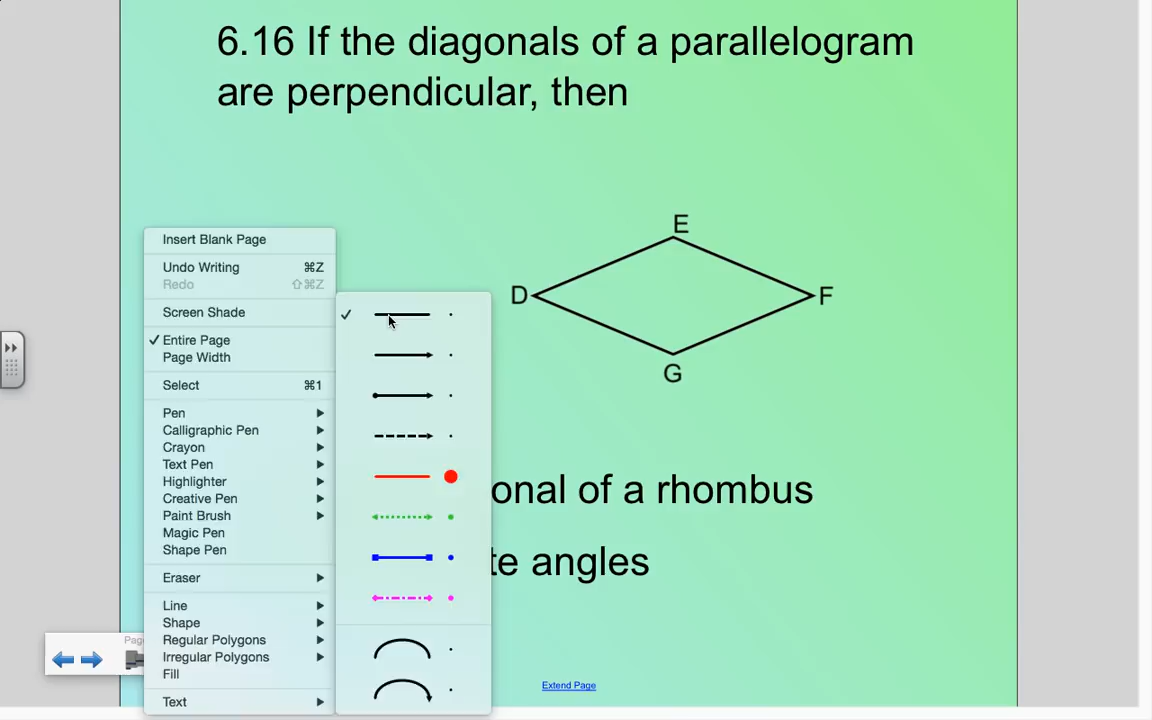 6.16 If the diagonals of a parallelogram
are perpendicular, then
Insert Blank Page
Undo Writing ⌘Z
Redo ⇧⌘Z
Screen Shade
✓ Entire Page
Page Width
Select ⌘1
Pen
Calligraphic Pen
Crayon
Text Pen
Highlighter
Creative Pen
Paint Brush
Magic Pen
Shape Pen
Eraser
Line
Shape
Regular Polygons
Irregular Polygons
Fill
Text
E
D F
G
onal of a rhombus
te angles
Extend Page